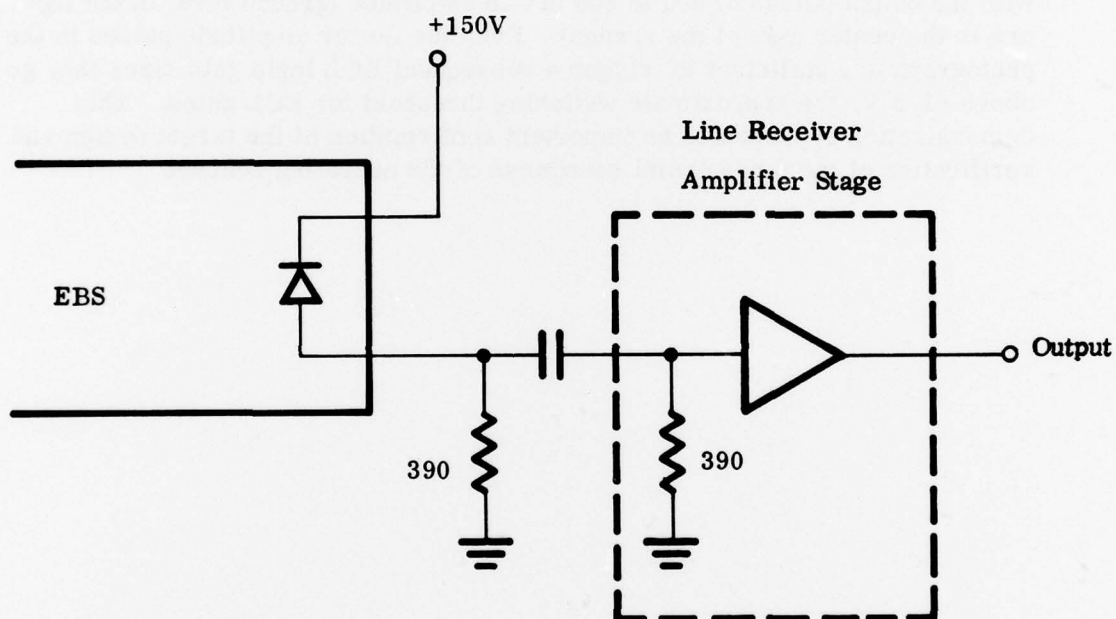 +150V
Line Receiver
Amplifier Stage
EBS
Output
390
390